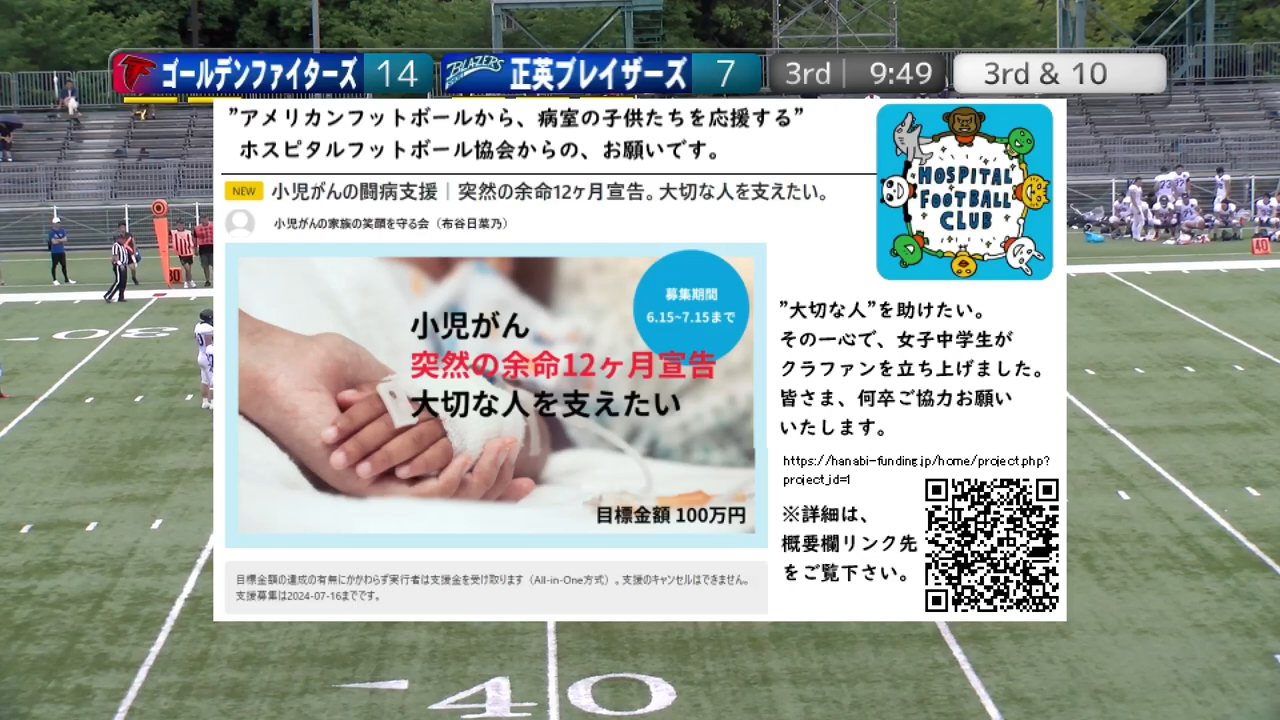 ゴールデンファイターズ 14 BLAZERS 正英ブレイザーズ 7 3rd 9:49 3rd & 10
”アメリカンフットボールから、病室の子供たちを応援する”
ホスピタルフットボール協会からの、お願いです。
NEW 小児がんの闘病支援｜突然の余命12ヶ月宣告。大切な人を支えたい。
小児がんの家族の笑顔を守る会（布谷日菜乃）
HOSPITAL
FOOTBALL
CLUB
募集期間
6.15~7.15まで
小児がん
突然の余命12ヶ月宣告
大切な人を支えたい
目標金額 100万円
目標金額の達成の有無にかかわらず実行者は支援金を受け取ります（All-in-One方式）。支援のキャンセルはできません。
支援募集は2024-07-16までです。
”大切な人”を助けたい。
その一心で、女子中学生が
クラファンを立ち上げました。
皆さま、何卒ご協力お願い
いたします。
https://hanabi-funding.jp/home/project.php?
project_id=1
※詳細は、
概要欄リンク先
をご覧下さい。
30
30
40
40